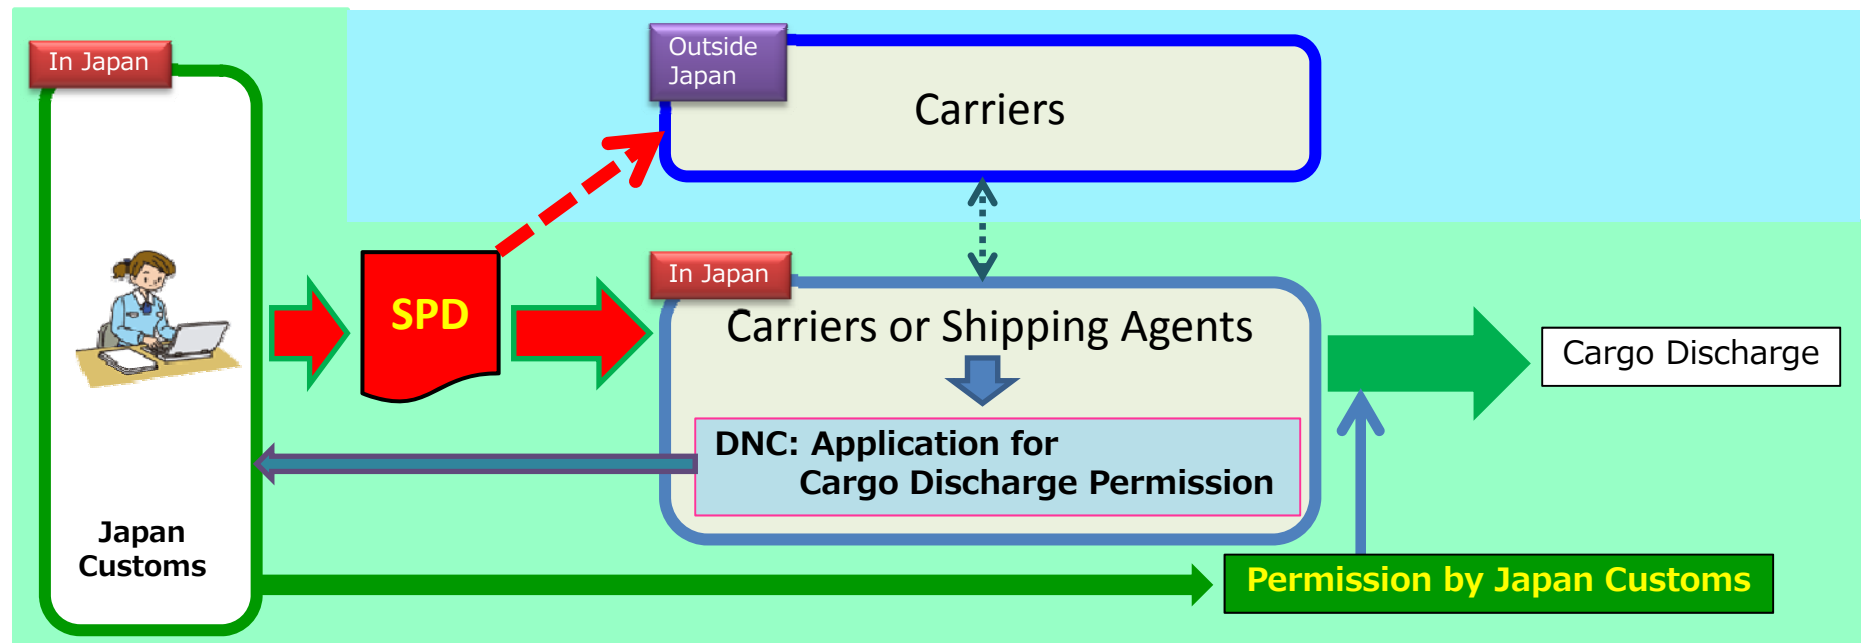 In Japan
Outside
Japan
Carriers
SPD
In Japan
Carriers or Shipping Agents
Cargo Discharge
DNC: Application for
Cargo Discharge Permission
Japan
Customs
Permission by Japan Customs